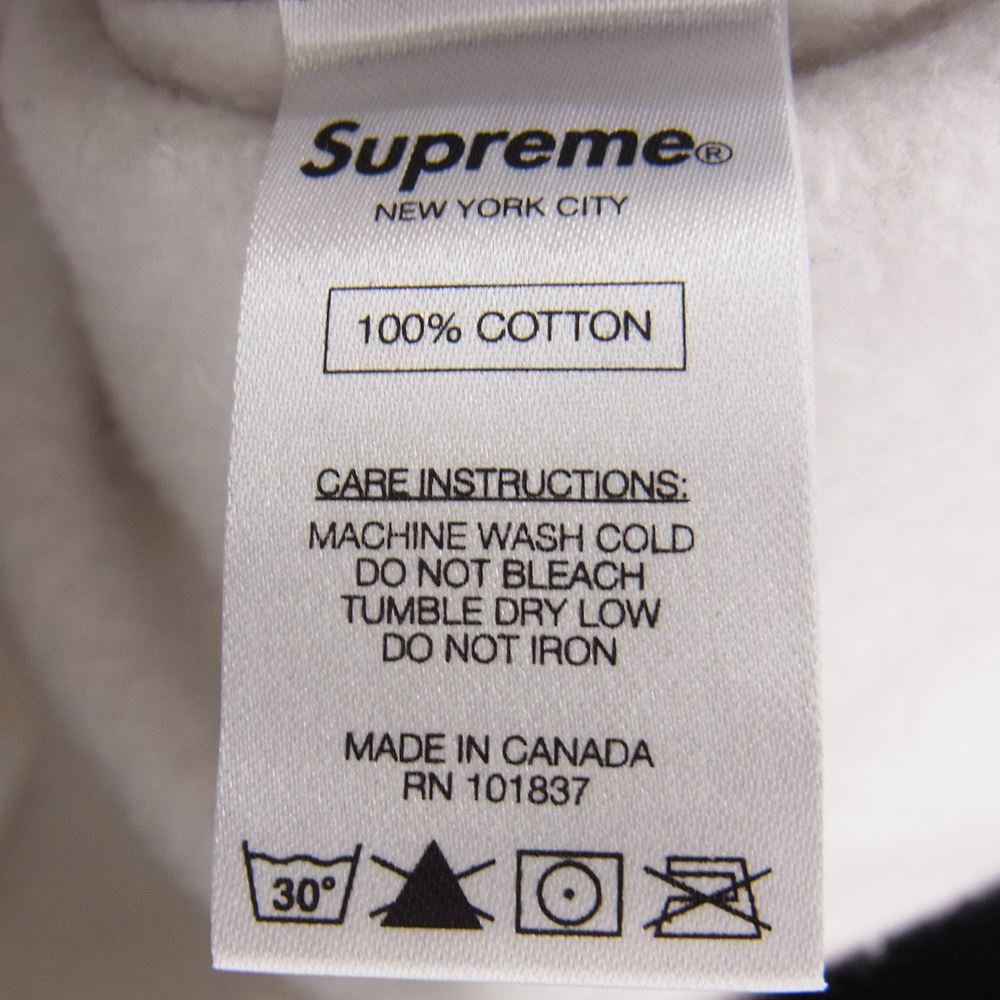 Supreme®
NEW YORK CITY
100% COTTON
CARE INSTRUCTIONS:
MACHINE WASH COLD
DO NOT BLEACH
TUMBLE DRY LOW
DO NOT IRON
MADE IN CANADA
RN 101837
30°